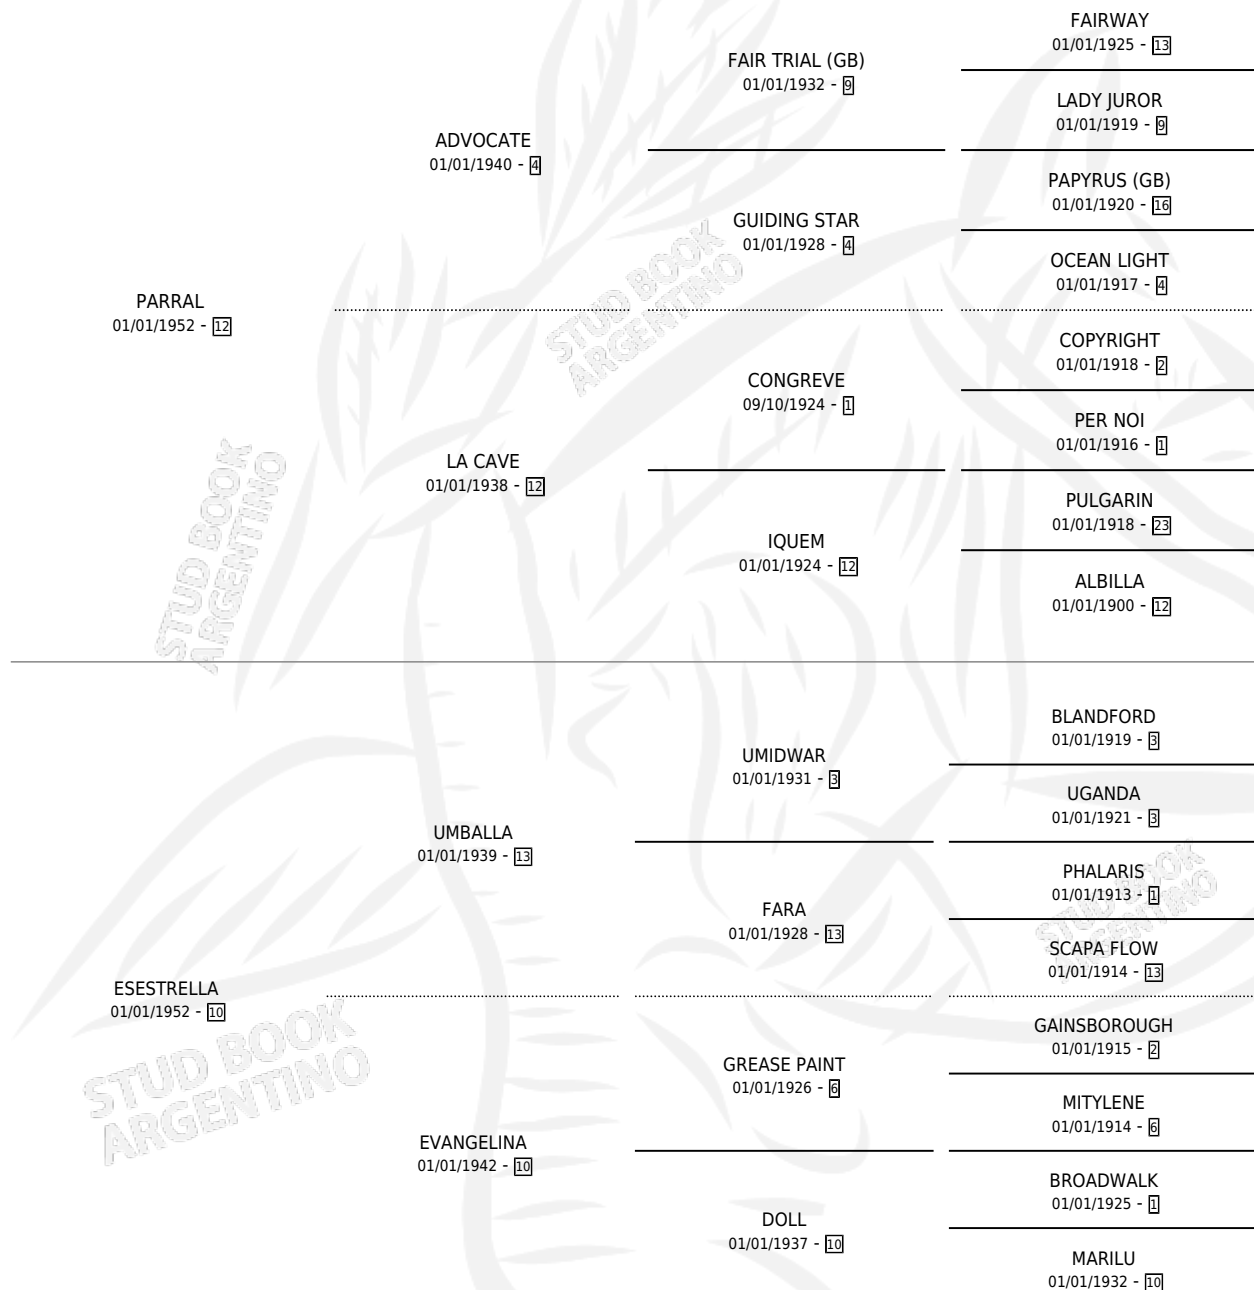 FAIRWAY
01/01/1925 - 13
FAIR TRIAL (GB)
01/01/1932 - 9
LADY JUROR
01/01/1919 - 9
ADVOCATE
01/01/1940 - 4
PAPYRUS (GB)
01/01/1920 - 16
GUIDING STAR
01/01/1928 - 4
OCEAN LIGHT
01/01/1917 - 4
PARRAL
01/01/1952 - 12
COPYRIGHT
01/01/1918 - 2
CONGREVE
09/10/1924 - 1
PER NOI
01/01/1916 - 1
LA CAVE
01/01/1938 - 12
PULGARIN
01/01/1918 - 23
IQUEM
01/01/1924 - 12
ALBILLA
01/01/1900 - 12
BLANDFORD
01/01/1919 - 3
UMIDWAR
01/01/1931 - 3
UGANDA
01/01/1921 - 3
UMBALLA
01/01/1939 - 13
PHALARIS
01/01/1913 - 1
FARA
01/01/1928 - 13
SCAPA FLOW
01/01/1914 - 13
ESESTRELLA
01/01/1952 - 10
GAINSBOROUGH
01/01/1915 - 2
GREASE PAINT
01/01/1926 - 6
MITYLENE
01/01/1914 - 6
EVANGELINA
01/01/1942 - 10
BROADWALK
01/01/1925 - 1
DOLL
01/01/1937 - 10
MARILU
01/01/1932 - 10
STUD BOOK
ARGENTINO
STUD BOOK
ARGENTINO
STUD BOOK
ARGENTINO
STUD BOOK
ARGENTINO